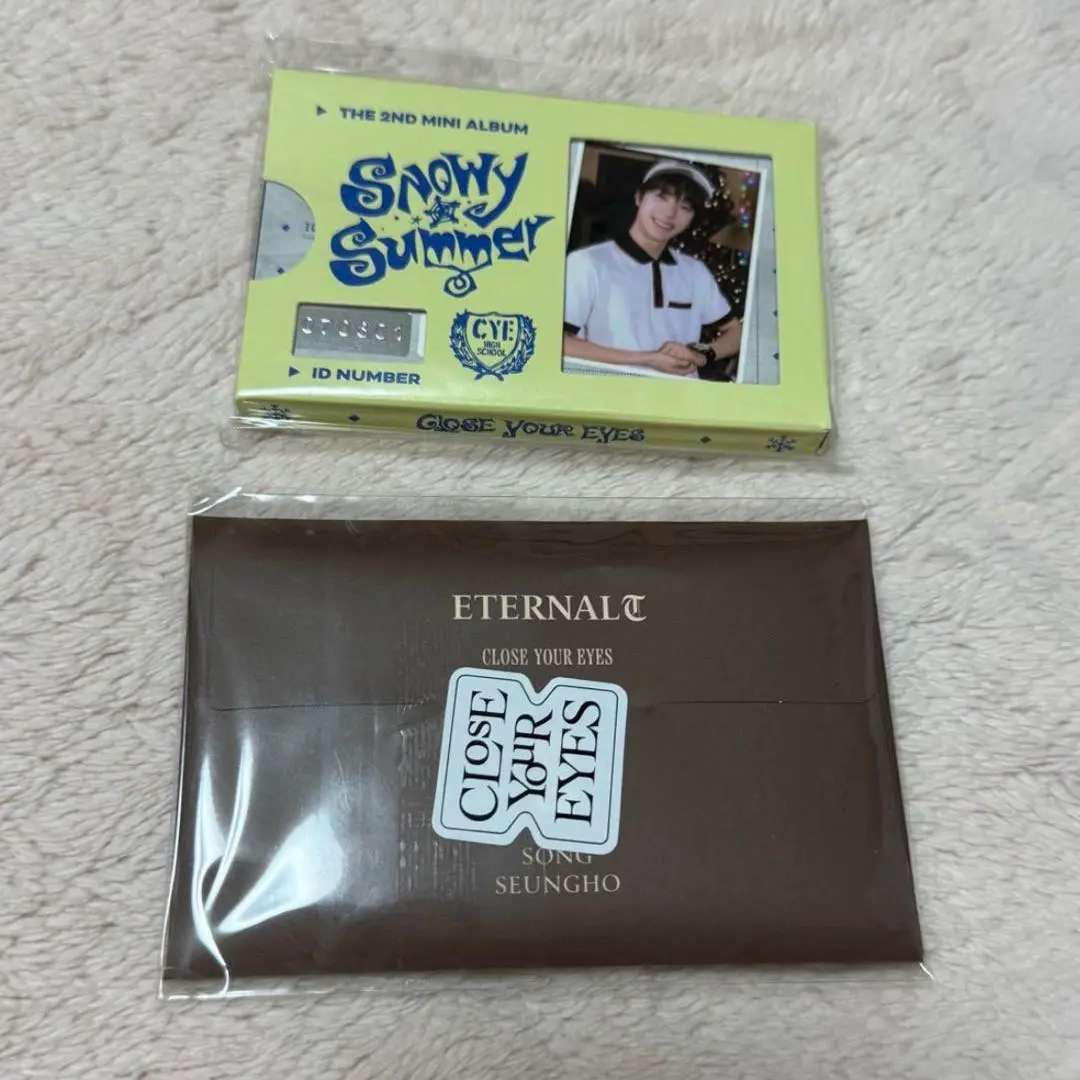 ▶ THE 2ND MINI ALBUM
SNOWY
SUMMER
CYE
HIGH
SCHOOL
▶ ID NUMBER
CLOSE YOUR EYES
ETERNALT
CLOSE YOUR EYES
CLOSE
YOUR
EYES
SONG
SEUNGHO